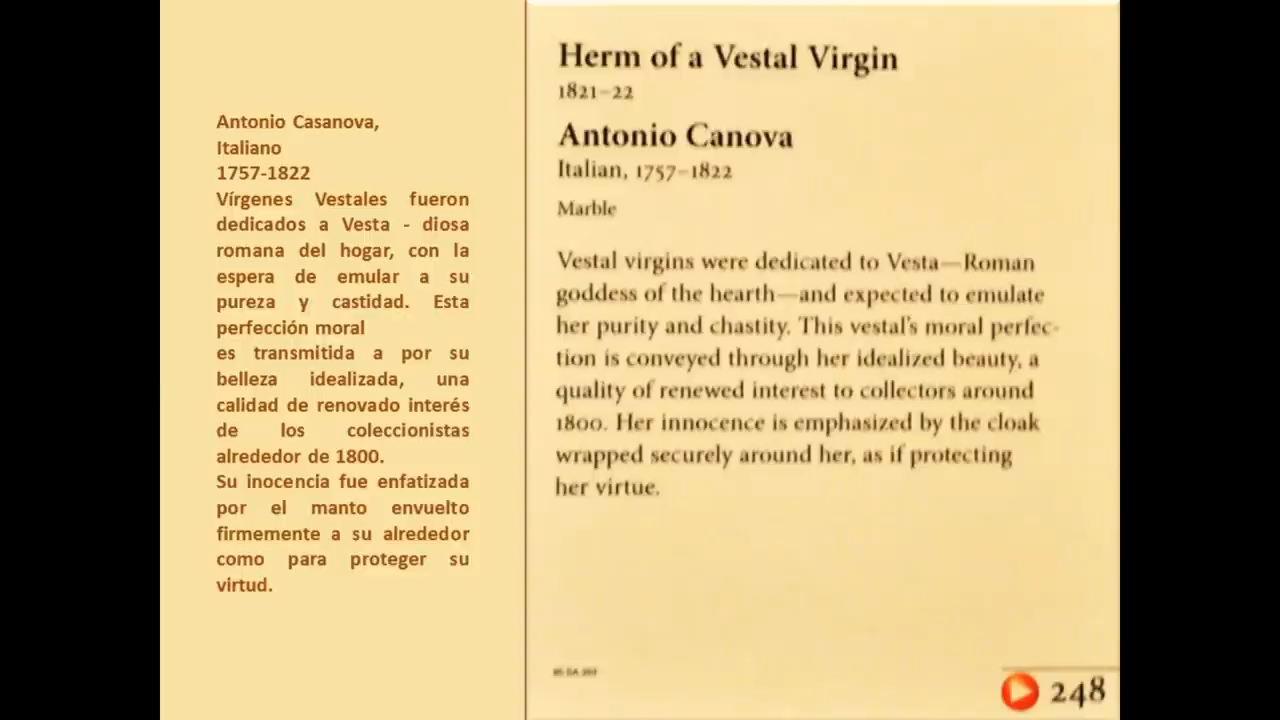 Antonio Casanova,
Italiano
1757-1822
Vírgenes Vestales fueron
dedicados a Vesta - diosa
romana del hogar, con la
espera de emular a su
pureza y castidad. Esta
perfección moral
es transmitida a por su
belleza idealizada, una
calidad de renovado interés
de los coleccionistas
alrededor de 1800.
Su inocencia fue enfatizada
por el manto envuelto
firmemente a su alrededor
como para proteger su
virtud.
Herm of a Vestal Virgin
1821–22
Antonio Canova
Italian, 1757–1822
Marble
Vestal virgins were dedicated to Vesta—Roman
goddess of the hearth—and expected to emulate
her purity and chastity. This vestal's moral perfec-
tion is conveyed through her idealized beauty, a
quality of renewed interest to collectors around
1800. Her innocence is emphasized by the cloak
wrapped securely around her, as if protecting
her virtue.
248